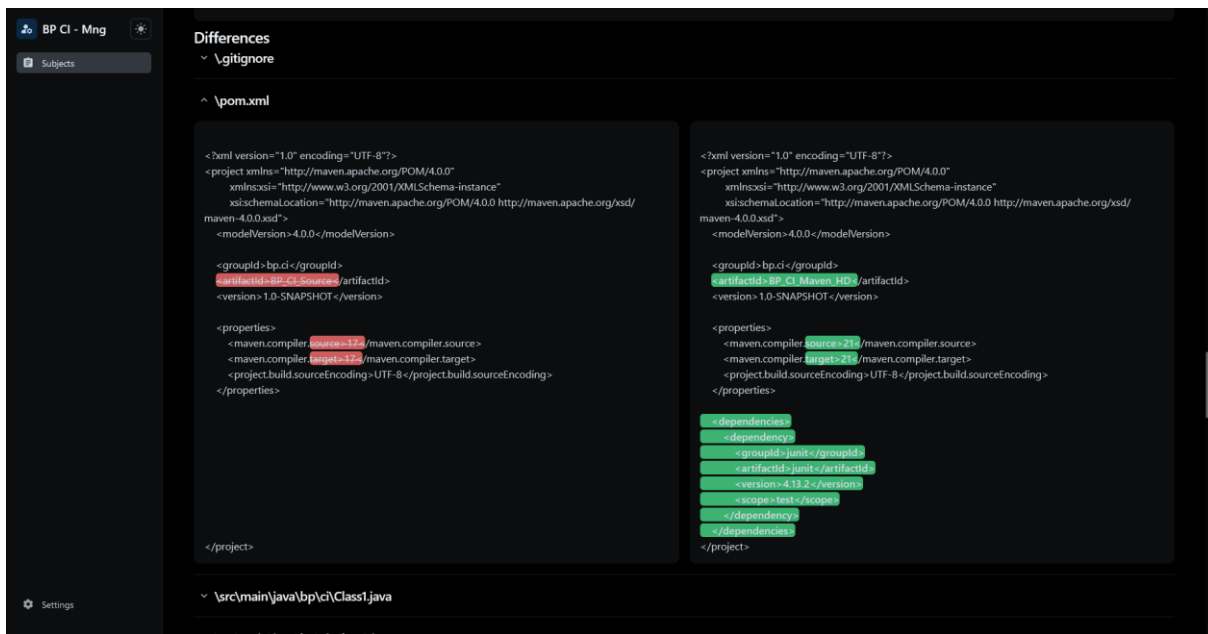 BP CI - Mng
Subjects
Settings
Differences
\.gitignore
\pom.xml
<?xml version="1.0" encoding="UTF-8"?>
<project xmlns="http://maven.apache.org/POM/4.0.0"
xmlns:xsi="http://www.w3.org/2001/XMLSchema-instance"
xsi:schemaLocation="http://maven.apache.org/POM/4.0.0 http://maven.apache.org/xsd/
maven-4.0.0.xsd">
<modelVersion>4.0.0</modelVersion>
<groupId>bp.ci</groupId>
<artifactId>BP_CI_Source</artifactId>
<version>1.0-SNAPSHOT</version>
<properties>
<maven.compiler.source>17</maven.compiler.source>
<maven.compiler.target>17</maven.compiler.target>
<project.build.sourceEncoding>UTF-8</project.build.sourceEncoding>
</properties>
</project>
<?xml version="1.0" encoding="UTF-8"?>
<project xmlns="http://maven.apache.org/POM/4.0.0"
xmlns:xsi="http://www.w3.org/2001/XMLSchema-instance"
xsi:schemaLocation="http://maven.apache.org/POM/4.0.0 http://maven.apache.org/xsd/
maven-4.0.0.xsd">
<modelVersion>4.0.0</modelVersion>
<groupId>bp.ci</groupId>
<artifactId>BP_CI_Maven_HD</artifactId>
<version>1.0-SNAPSHOT</version>
<properties>
<maven.compiler.source>21</maven.compiler.source>
<maven.compiler.target>21</maven.compiler.target>
<project.build.sourceEncoding>UTF-8</project.build.sourceEncoding>
</properties>
<dependencies>
<dependency>
<groupId>junit</groupId>
<artifactId>junit</artifactId>
<version>4.13.2</version>
<scope>test</scope>
</dependency>
</dependencies>
</project>
\src\main\java\bp\ci\Class1.java